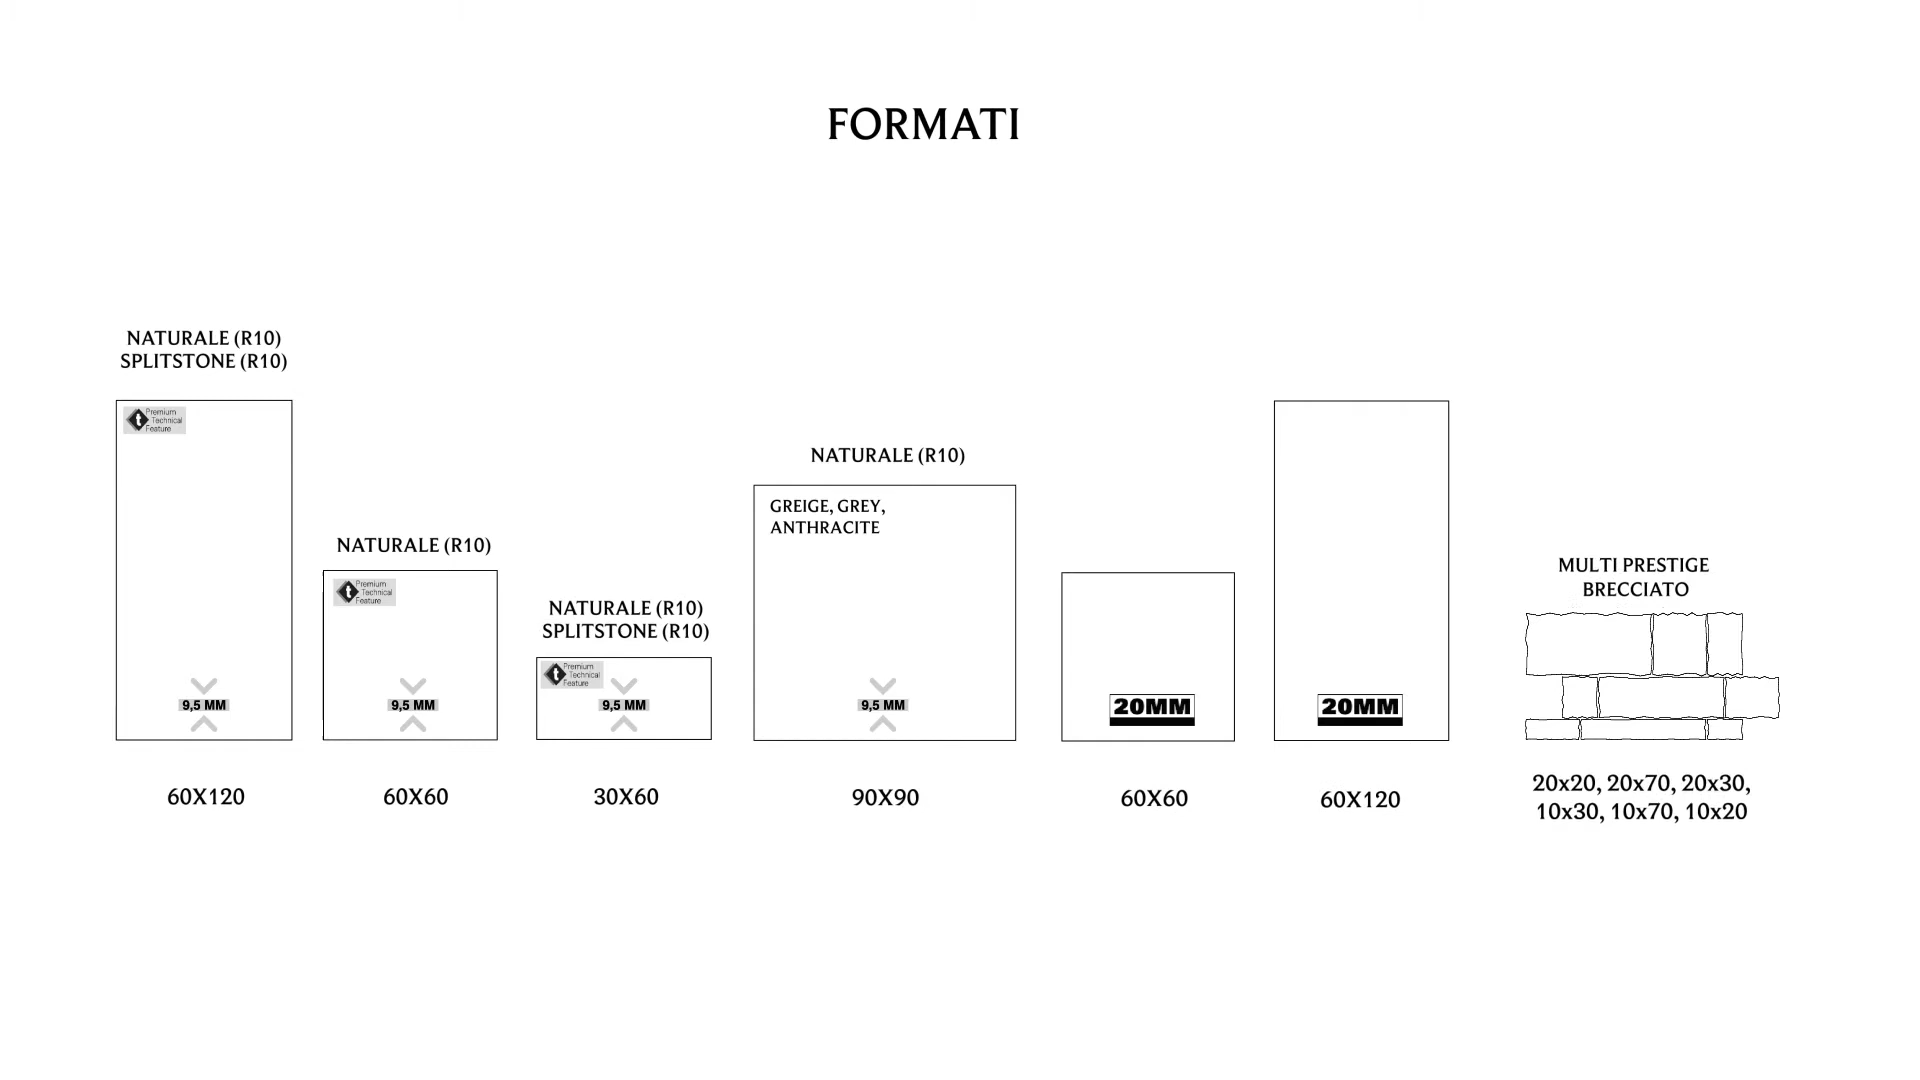 FORMATI
NATURALE (R10)
SPLITSTONE (R10)
Premium
Technical
Feature
9,5 MM
60X120
NATURALE (R10)
Premium
Technical
Feature
9,5 MM
60X60
NATURALE (R10)
SPLITSTONE (R10)
Premium
Technical
Feature
9,5 MM
30X60
NATURALE (R10)
GREIGE, GREY,
ANTHRACITE
9,5 MM
90X90
20MM
60X60
20MM
60X120
MULTI PRESTIGE
BRECCIATO
20x20, 20x70, 20x30,
10x30, 10x70, 10x20